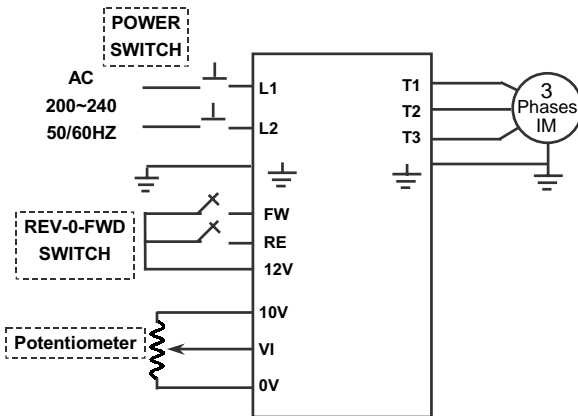 POWER
SWITCH
AC
200~240
50/60HZ
L1
L2
T1
T2
T3
3
Phases
IM
REV-0-FWD
SWITCH
FW
RE
12V
Potentiometer
10V
VI
0V